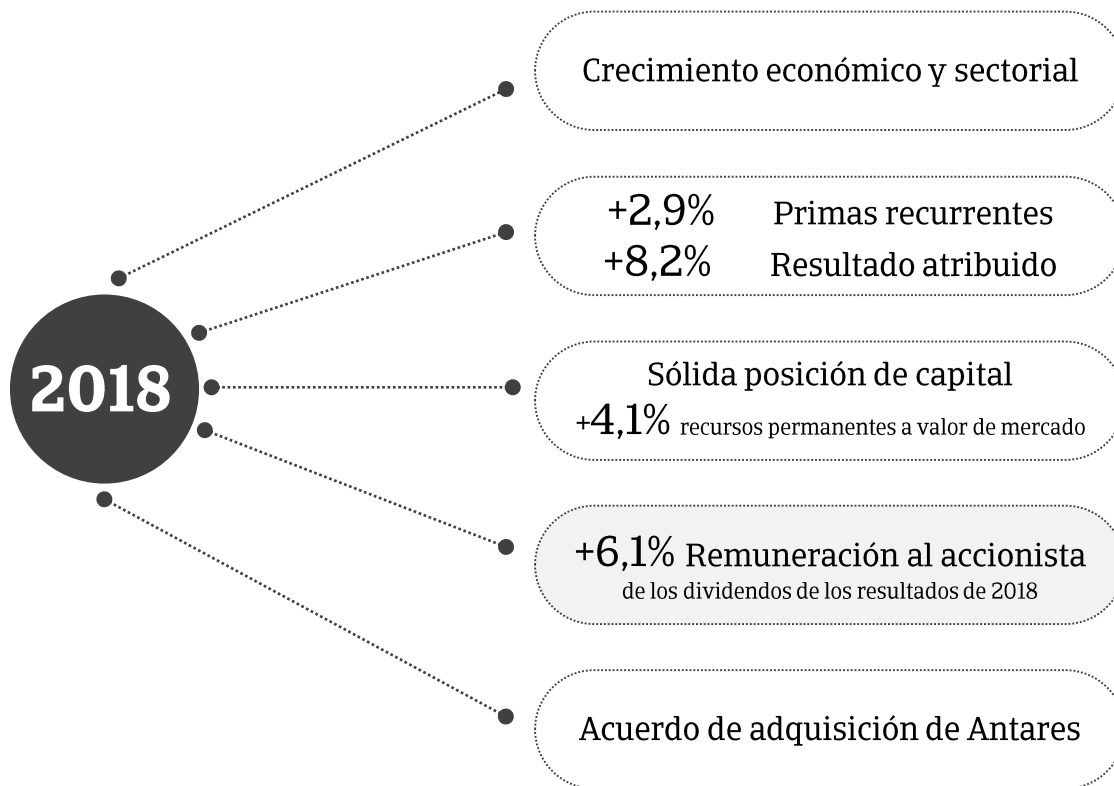 2018
Crecimiento económico y sectorial
+2,9% Primas recurrentes
+8,2% Resultado atribuido
Sólida posición de capital
+4,1% recursos permanentes a valor de mercado
+6,1% Remuneración al accionista
de los dividendos de los resultados de 2018
Acuerdo de adquisición de Antares